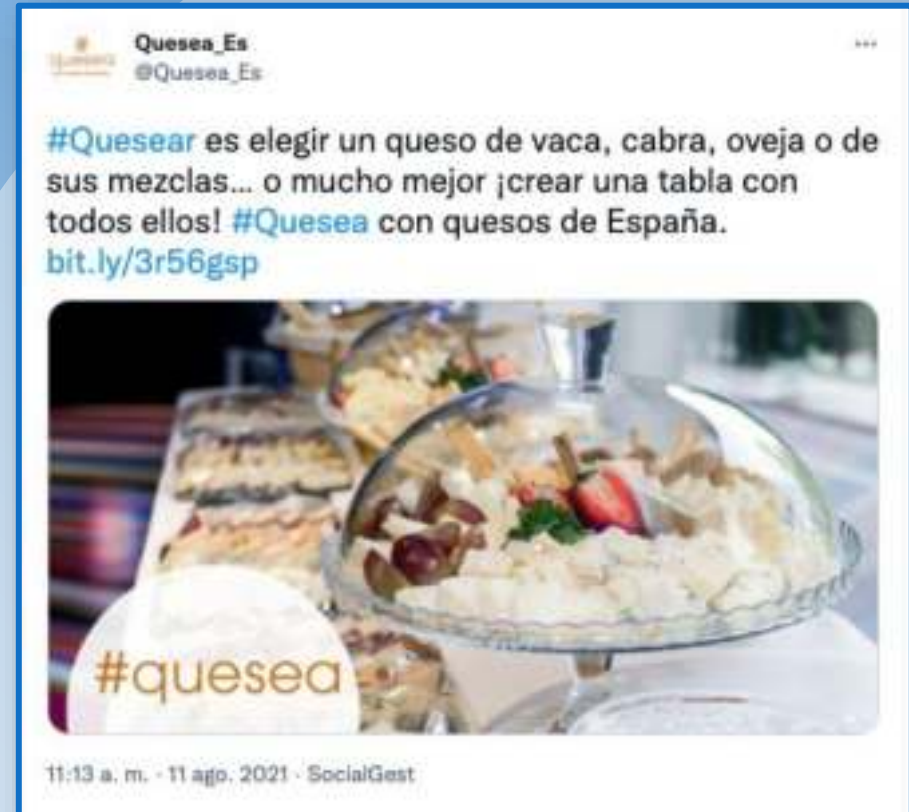 Quesea_Es
@Quesea_Es
#Quesear es elegir un queso de vaca, cabra, oveja o de
sus mezclas... o mucho mejor ¡crear una tabla con
todos ellos! #Quesea con quesos de España.
bit.ly/3r56gsp
#quesea
11:13 a. m. · 11 ago. 2021 · SocialGest